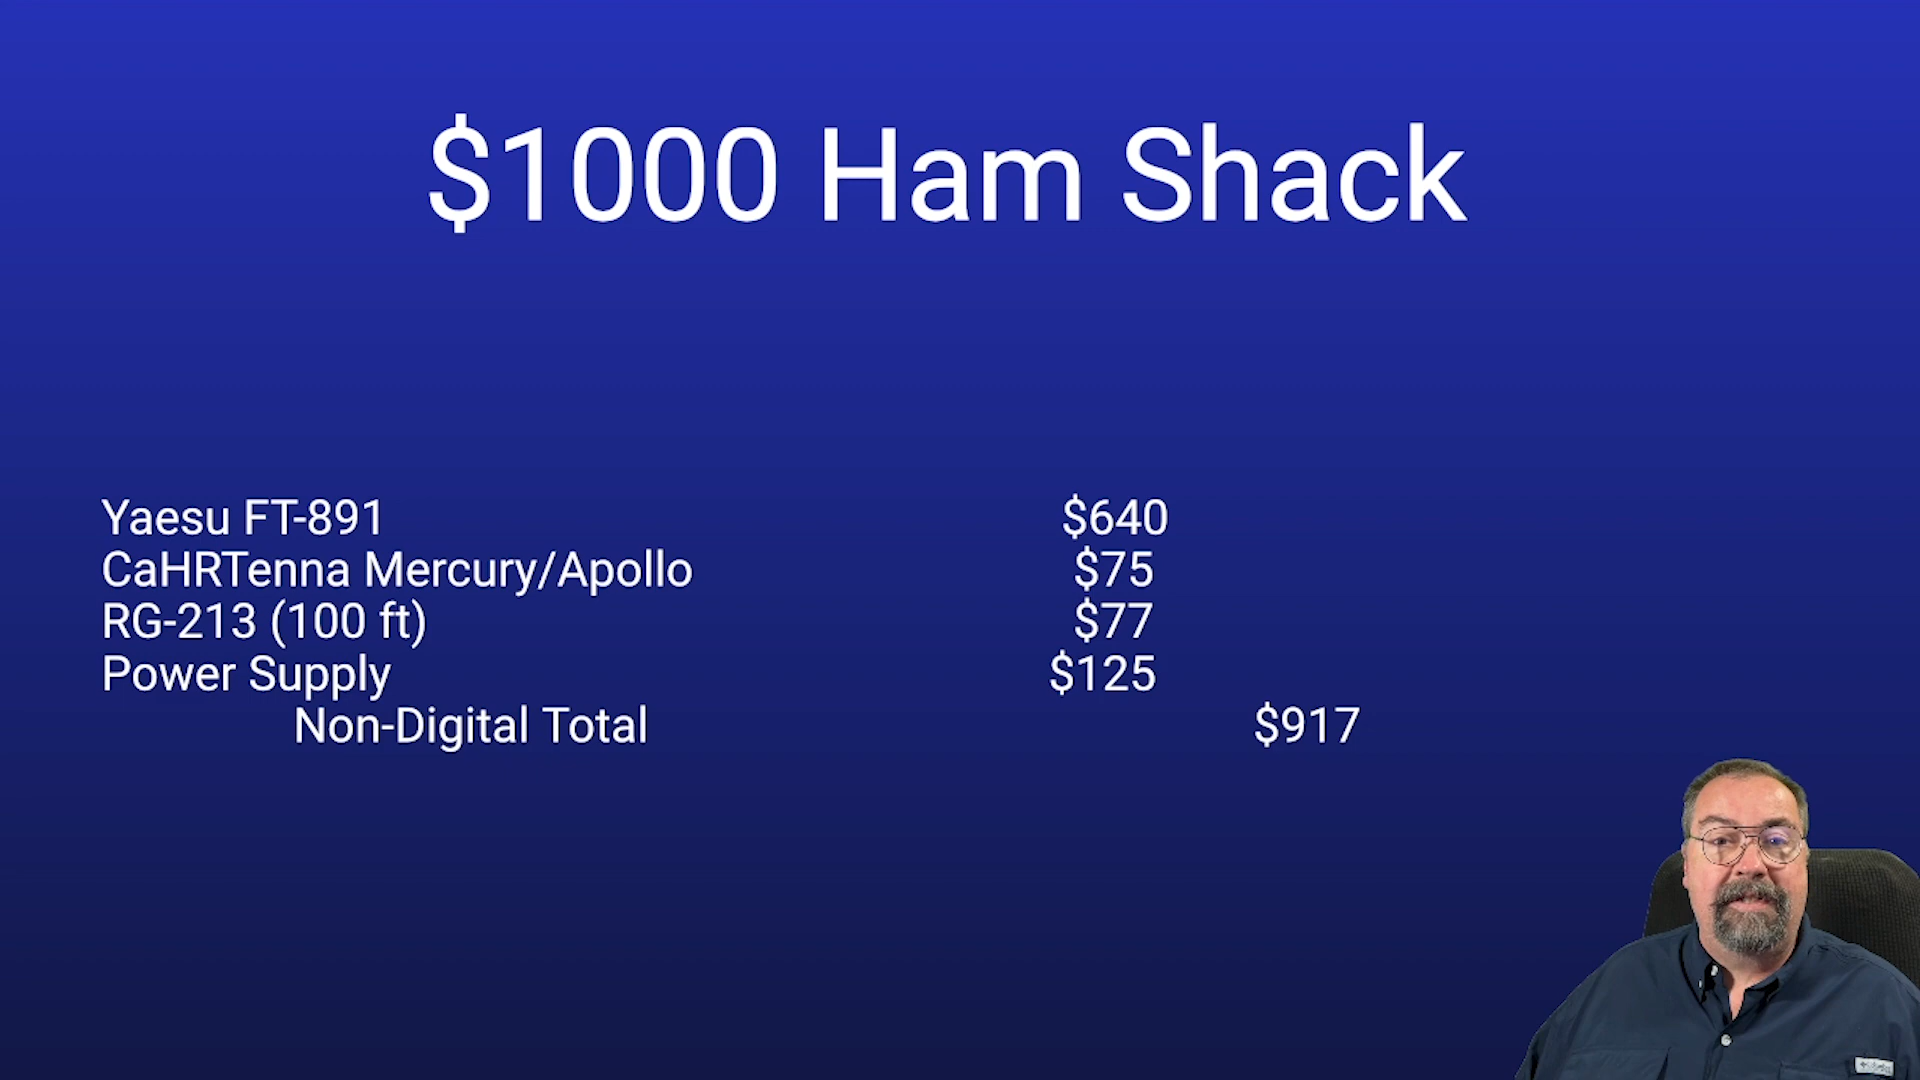 $1000 Ham Shack
Yaesu FT-891 $640
CaHRTenna Mercury/Apollo $75
RG-213 (100 ft) $77
Power Supply $125
Non-Digital Total $917